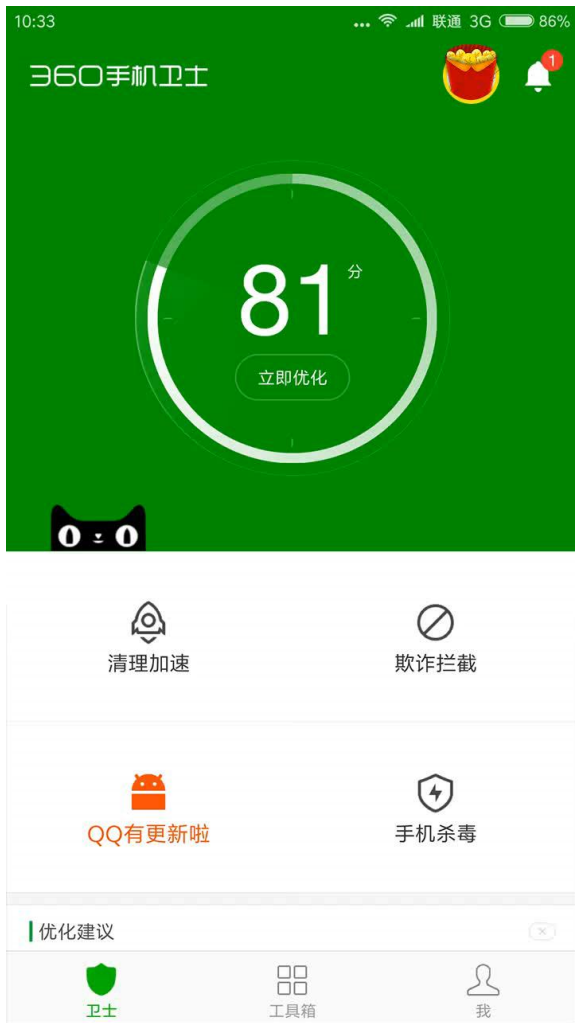 10:33 ... 联通 3G 86%
360手机卫士
1
81分
立即优化
清理加速
欺诈拦截
QQ有更新啦
手机杀毒
优化建议
卫士
工具箱
我